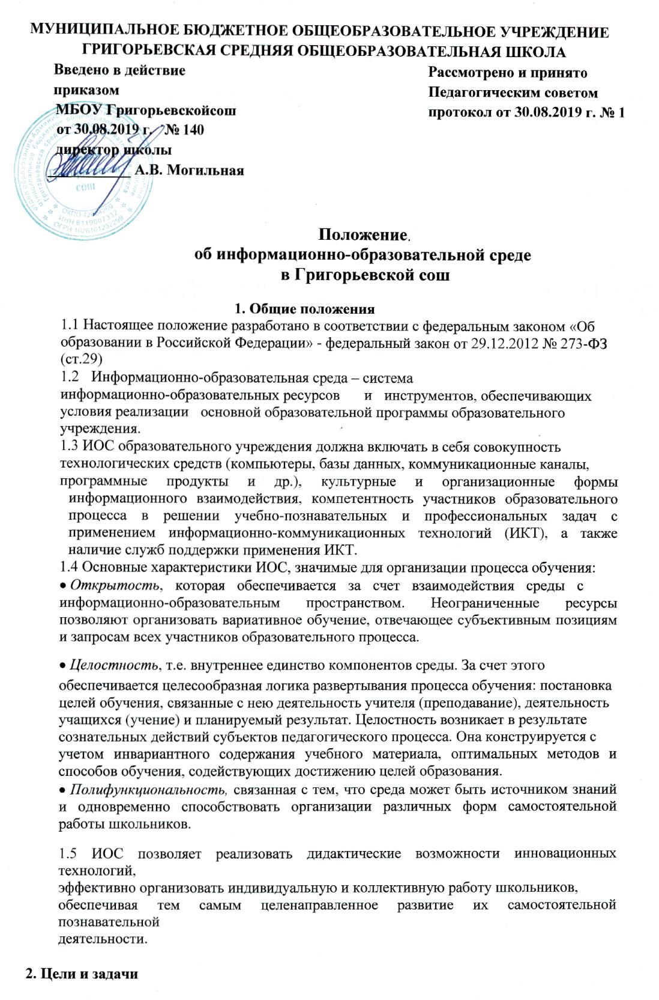 МУНИЦИПАЛЬНОЕ БЮДЖЕТНОЕ ОБЩЕОБРАЗОВАТЕЛЬНОЕ УЧРЕЖДЕНИЕ
ГРИГОРЬЕВСКАЯ СРЕДНЯЯ ОБЩЕОБРАЗОВАТЕЛЬНАЯ ШКОЛА
Введено в действие
приказом
МБОУ Григорьевскойсош
от 30.08.2019 г. № 140
директор школы
____________ А.В. Могильная
Рассмотрено и принято
Педагогическим советом
протокол от 30.08.2019 г. № 1
сош
ИНН 6119007332
ОГРН 1026101232299
Положение
об информационно-образовательной среде
в Григорьевской сош
1. Общие положения
1.1 Настоящее положение разработано в соответствии с федеральным законом «Об
образовании в Российской Федерации» - федеральный закон от 29.12.2012 № 273-ФЗ
(ст.29)
1.2 Информационно-образовательная среда – система
информационно-образовательных ресурсов и инструментов, обеспечивающих
условия реализации основной образовательной программы образовательного
учреждения.
1.3 ИОС образовательного учреждения должна включать в себя совокупность
технологических средств (компьютеры, базы данных, коммуникационные каналы,
программные продукты и др.), культурные и организационные формы
информационного взаимодействия, компетентность участников образовательного
процесса в решении учебно-познавательных и профессиональных задач с
применением информационно-коммуникационных технологий (ИКТ), а также
наличие служб поддержки применения ИКТ.
1.4 Основные характеристики ИОС, значимые для организации процесса обучения:
• Открытость, которая обеспечивается за счет взаимодействия среды с
информационно-образовательным пространством. Неограниченные ресурсы
позволяют организовать вариативное обучение, отвечающее субъективным позициям
и запросам всех участников образовательного процесса.
• Целостность, т.е. внутреннее единство компонентов среды. За счет этого
обеспечивается целесообразная логика развертывания процесса обучения: постановка
целей обучения, связанные с нею деятельность учителя (преподавание), деятельность
учащихся (учение) и планируемый результат. Целостность возникает в результате
сознательных действий субъектов педагогического процесса. Она конструируется с
учетом инвариантного содержания учебного материала, оптимальных методов и
способов обучения, содействующих достижению целей образования.
• Полифункциональность, связанная с тем, что среда может быть источником знаний
и одновременно способствовать организации различных форм самостоятельной
работы школьников.
1.5 ИОС позволяет реализовать дидактические возможности инновационных
технологий,
эффективно организовать индивидуальную и коллективную работу школьников,
обеспечивая тем самым целенаправленное развитие их самостоятельной
познавательной
деятельности.
2. Цели и задачи